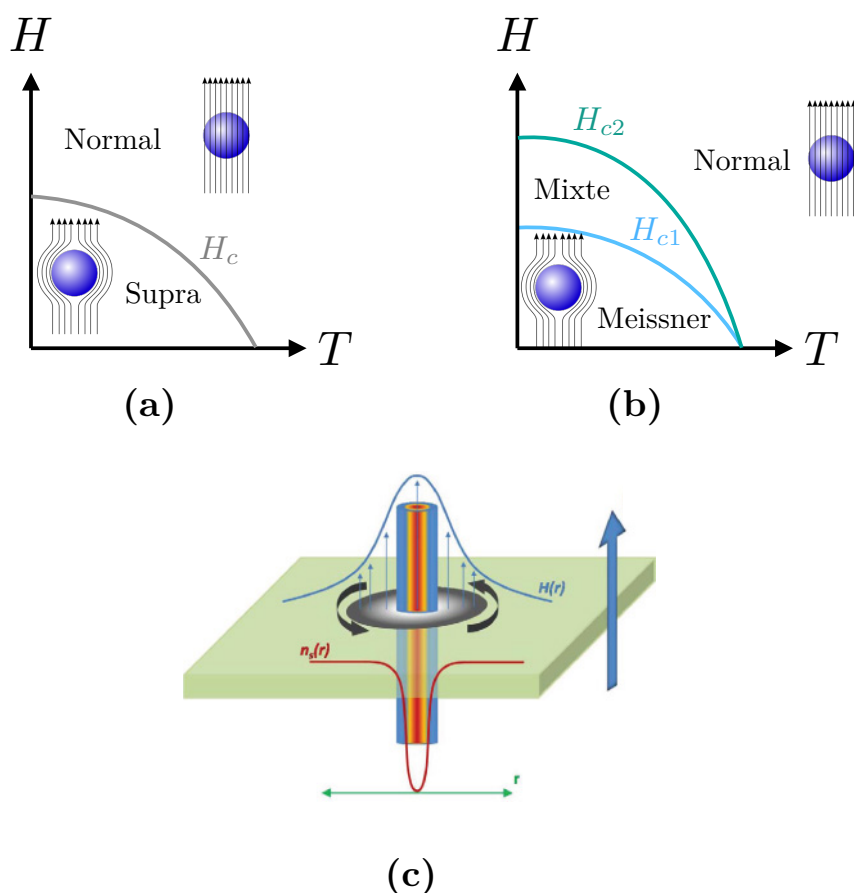 H
Normal
H_c
Supra
T
(a)
H
H_{c2}
Normal
Mixte
H_{c1}
Meissner
T
(b)
H(r)
n_s(r)
r
(c)